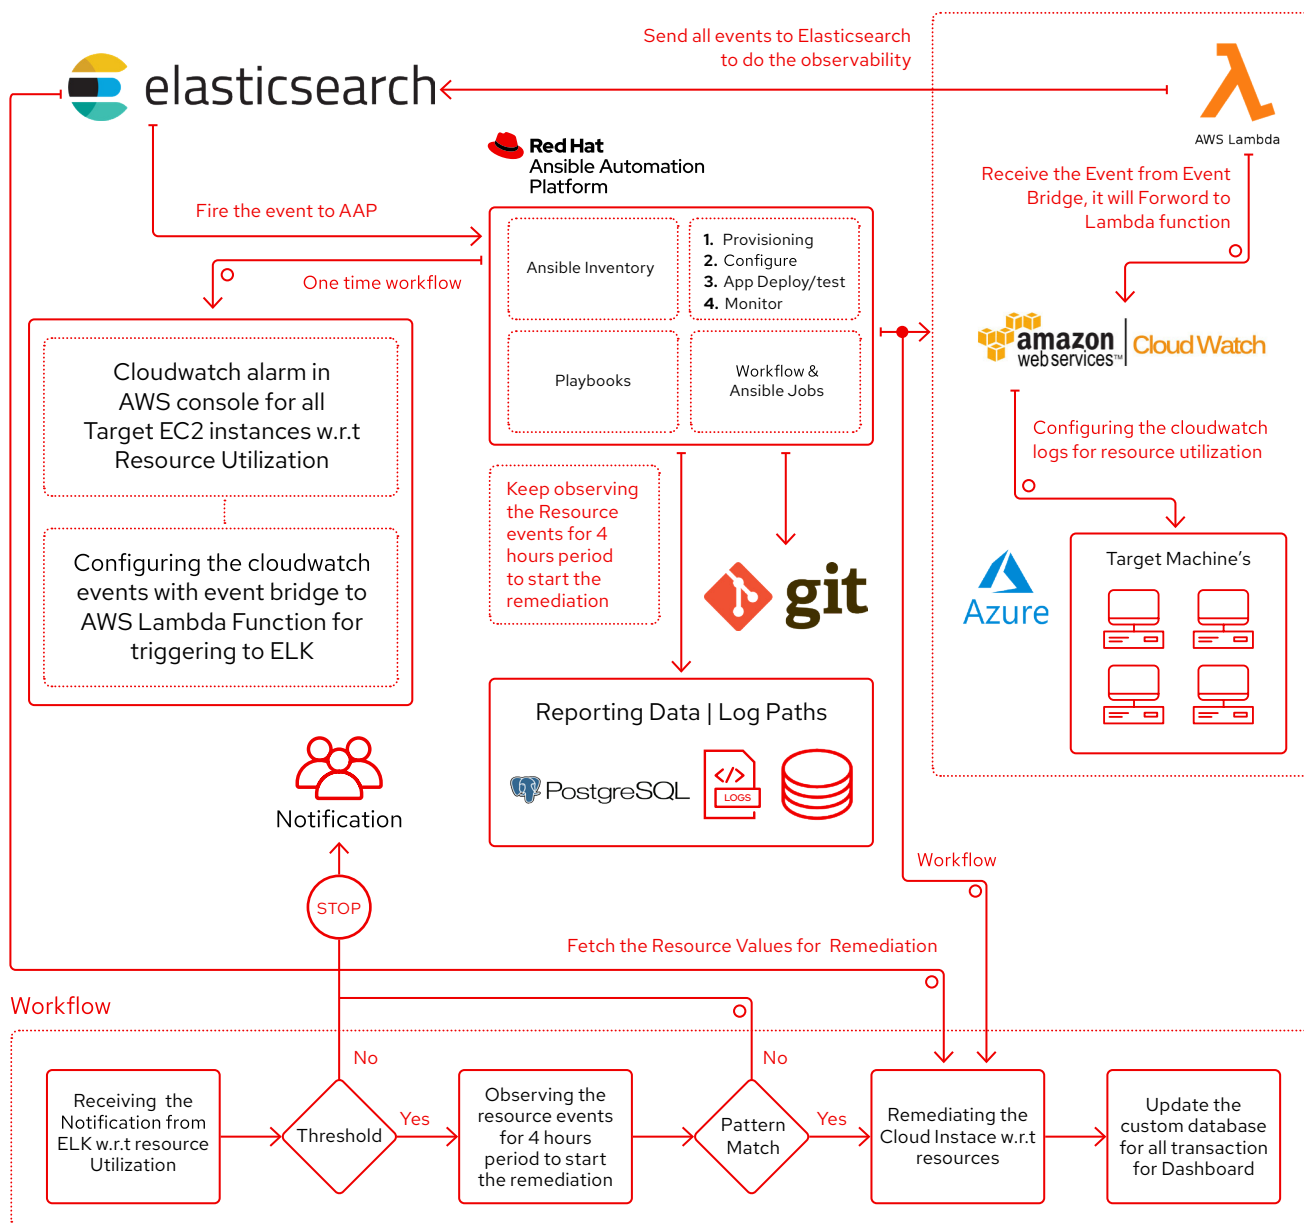 Send all events to Elasticsearch
to do the observability
elasticsearch
AWS Lambda
Red Hat
Ansible Automation
Platform
Receive the Event from Event
Bridge, it will Forword to
Lambda function
Fire the event to AAP
One time workflow
Ansible Inventory
1. Provisioning
2. Configure
3. App Deploy/test
4. Monitor
Playbooks
Workflow &
Ansible Jobs
amazon
web services™
Cloud Watch
Cloudwatch alarm in
AWS console for all
Target EC2 instances w.r.t
Resource Utilization
Configuring the cloudwatch
events with event bridge to
AWS Lambda Function for
triggering to ELK
Configuring the cloudwatch
logs for resource utilization
Keep observing
the Resource
events for 4
hours period
to start the
remediation
git
Azure
Target Machine's
Reporting Data | Log Paths
PostgreSQL
</>
LOGS
Notification
STOP
Workflow
Fetch the Resource Values for Remediation
Workflow
No
No
Receiving the
Notification from
ELK w.r.t resource
Utilization
Threshold
Yes
Observing the
resource events
for 4 hours
period to start
the remediation
Pattern
Match
Yes
Remediating the
Cloud Instace w.r.t
resources
Update the
custom database
for all transaction
for Dashboard